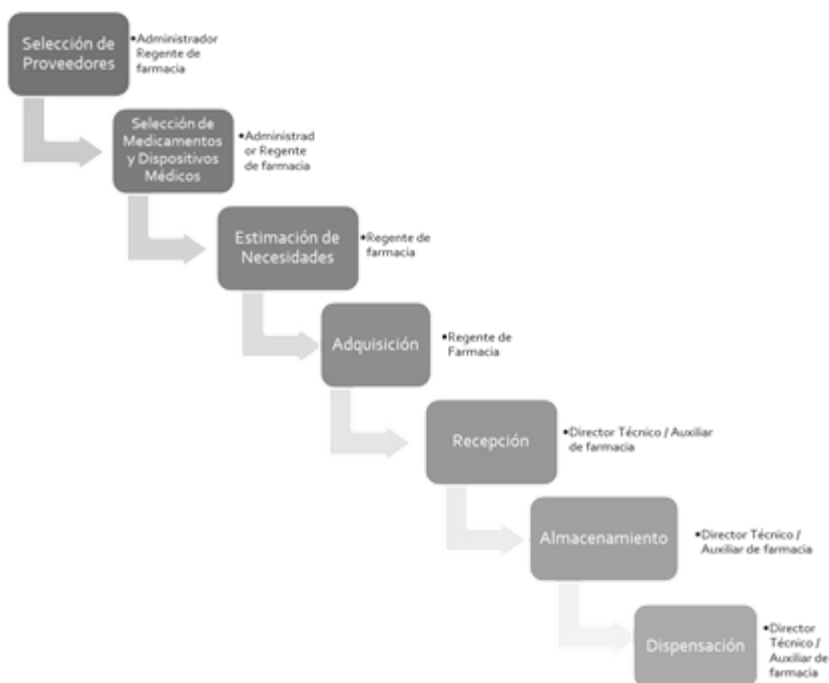 Selección de
Proveedores
•Administrador
Regente de
farmacia
Selección de
Medicamentos
y Dispositivos
Médicos
•Administrad
or Regente
de farmacia
Estimación de
Necesidades
•Regente de
farmacia
Adquisición
•Regente de
Farmacia
Recepción
•Director Técnico / Auxiliar
de farmacia
Almacenamiento
•Director Técnico /
Auxiliar de farmacia
Dispensación
•Director
Técnico /
Auxiliar de
farmacia